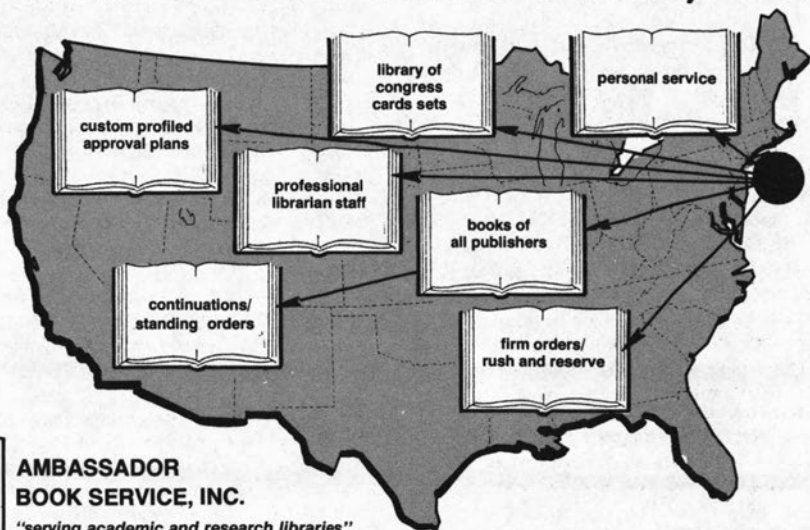 library of
congress
cards sets
personal service
custom profiled
approval plans
professional
librarian staff
books of
all publishers
continuations/
standing orders
firm orders/
rush and reserve
AMBASSADOR
BOOK SERVICE, INC.
"serving academic and research libraries"